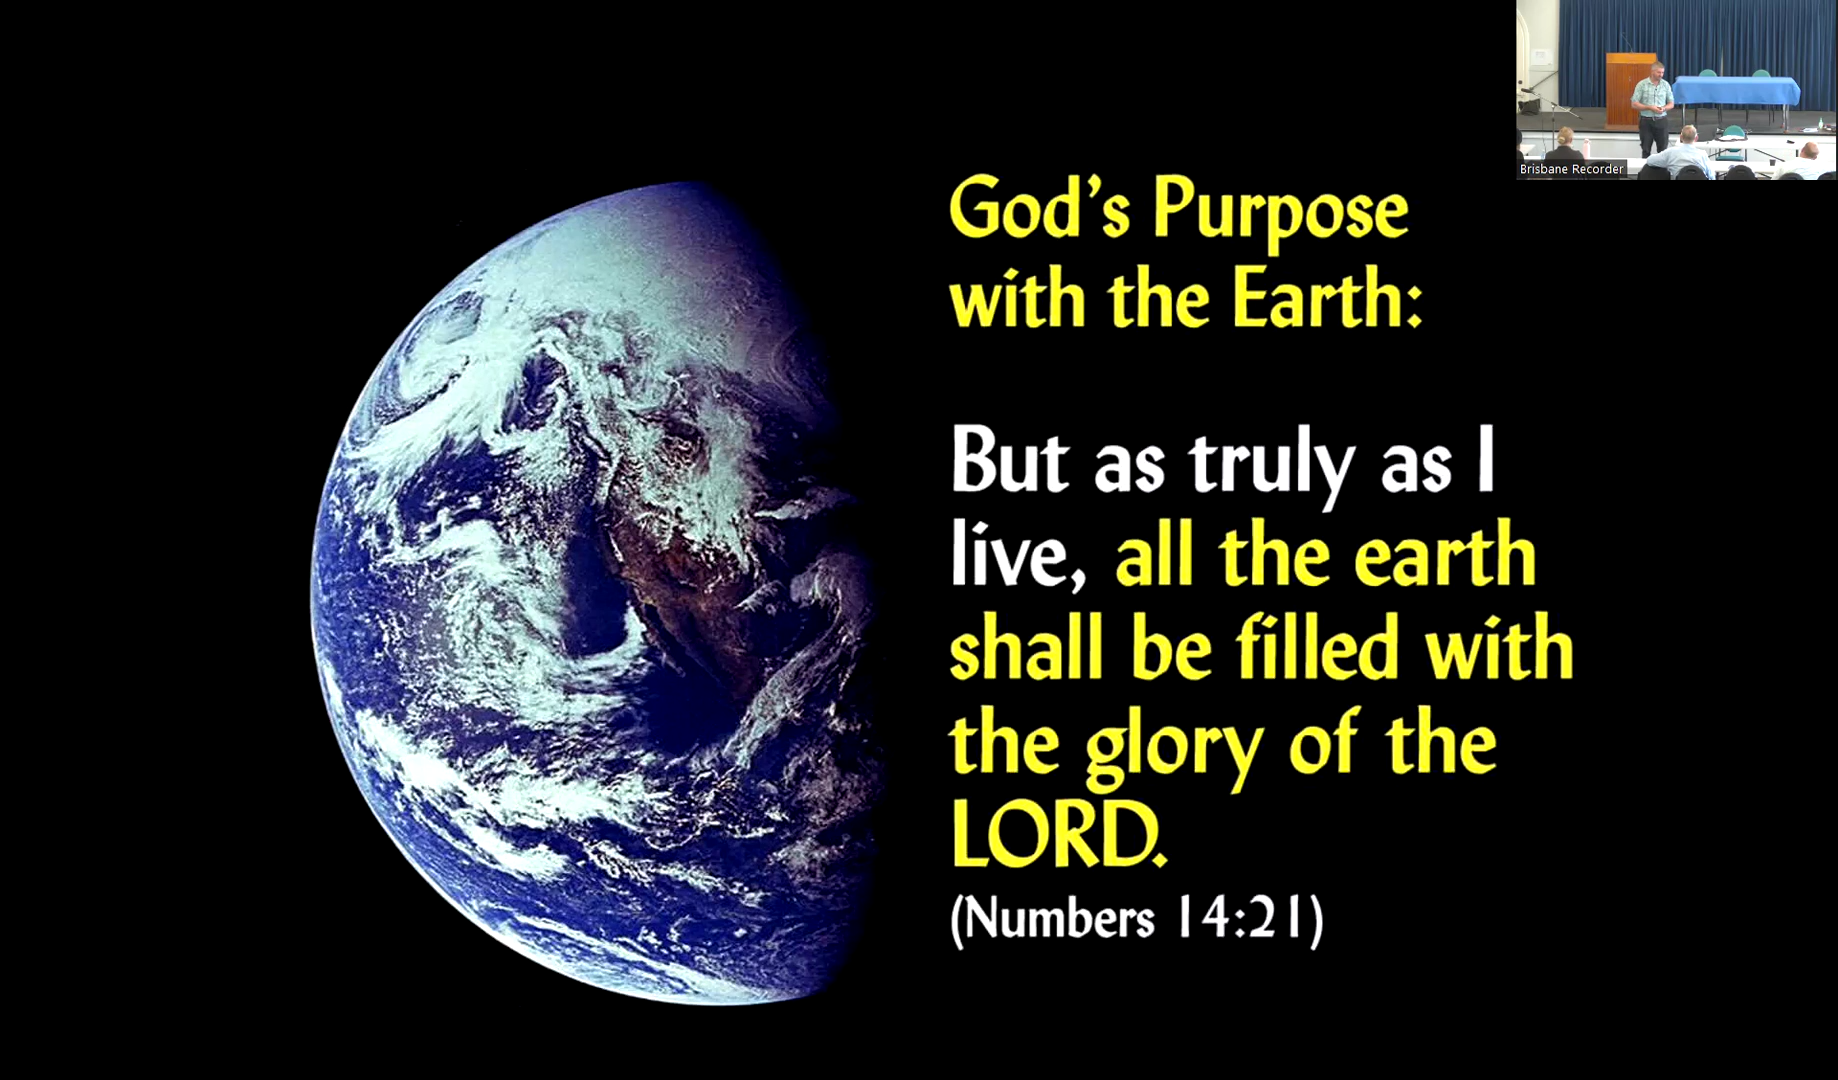 God's Purpose
with the Earth:
But as truly as I
live, all the earth
shall be filled with
the glory of the
LORD.
(Numbers 14:21)
Brisbane Recorder